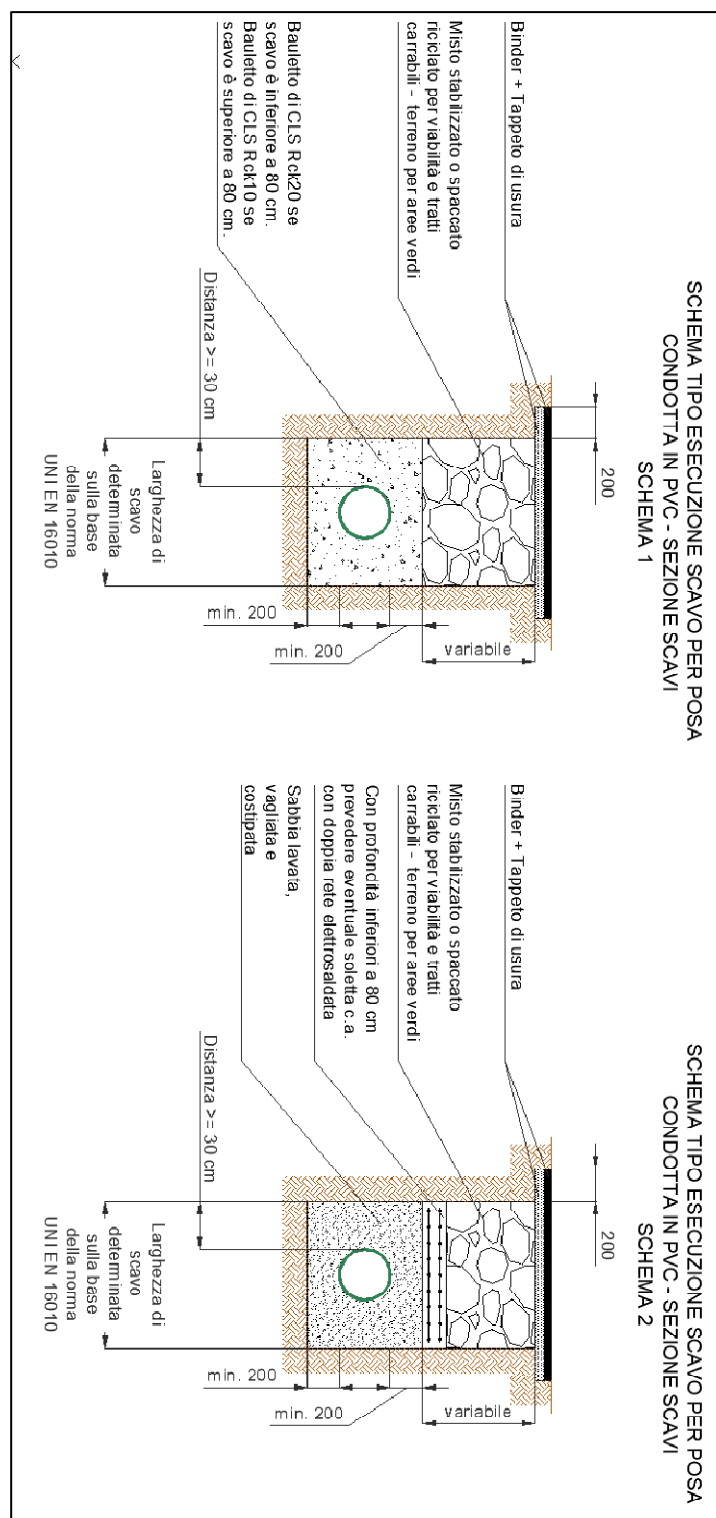 SCHEMA TIPO ESECUZIONE SCAVO PER POSA
CONDOTTA IN PVC - SEZIONE SCAVI
SCHEMA 1
Binder + Tappeto di usura
Misto stabilizzato o spaccato
riciclato per viabilità e tratti
carrabili - terreno per aree verdi
Bauletto di CLS Rck20 se
scavo è inferiore a 80 cm.
Bauletto di CLS Rck10 se
scavo è superiore a 80 cm.
200
variabile
min. 200
min. 200
Distanza >= 30 cm
Larghezza di
scavo
determinata
sulla base
della norma
UNI EN 16010
SCHEMA TIPO ESECUZIONE SCAVO PER POSA
CONDOTTA IN PVC - SEZIONE SCAVI
SCHEMA 2
Binder + Tappeto di usura
Misto stabilizzato o spaccato
riciclato per viabilità e tratti
carrabili - terreno per aree verdi
Con profondità inferiori a 80 cm
prevedere eventuale soletta c.a.
con doppia rete elettrosaldata
Sabbia lavata,
vagliata e
costipata
200
variabile
min. 200
min. 200
Distanza >= 30 cm
Larghezza di
scavo
determinata
sulla base
della norma
UNI EN 16010